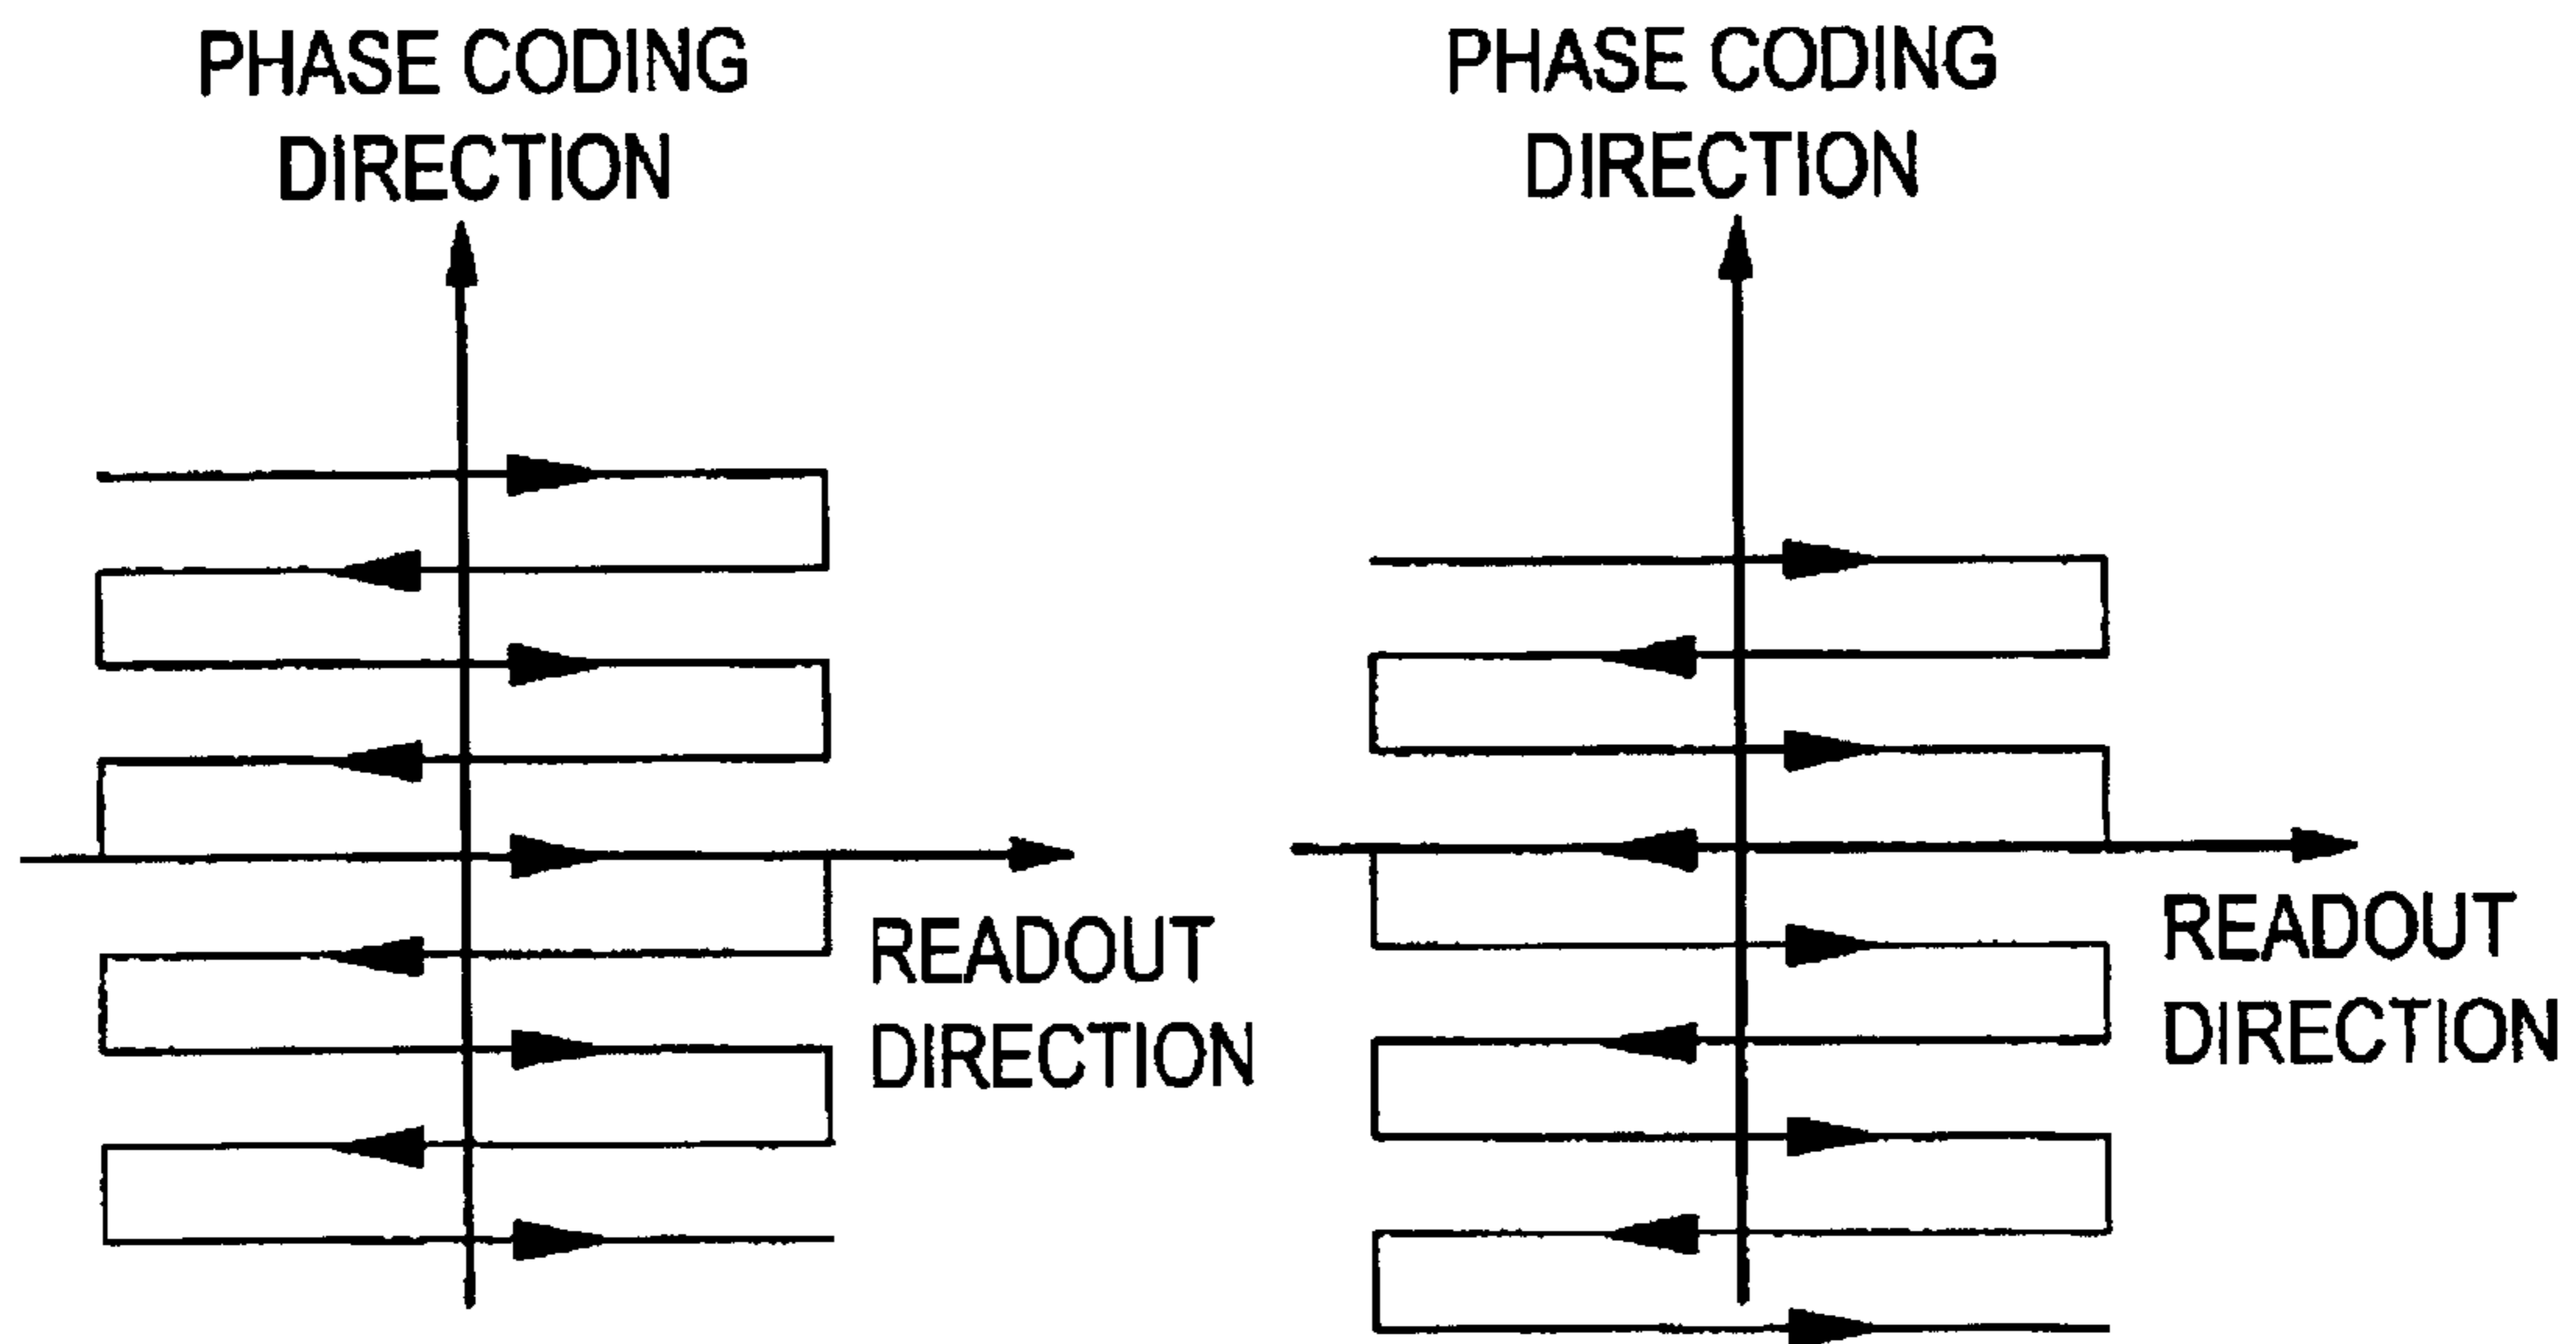 PHASE CODING
DIRECTION
READOUT
DIRECTION
PHASE CODING
DIRECTION
READOUT
DIRECTION